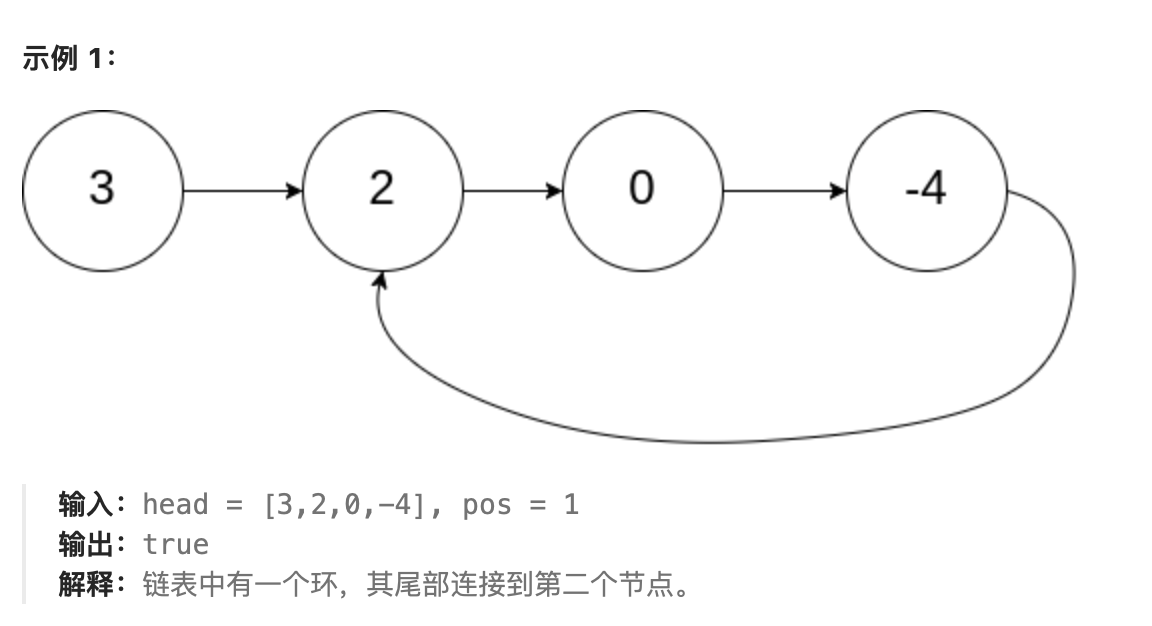 示例 1：
3 2 0 -4
输入：head = [3,2,0,-4], pos = 1
输出：true
解释：链表中有一个环，其尾部连接到第二个节点。